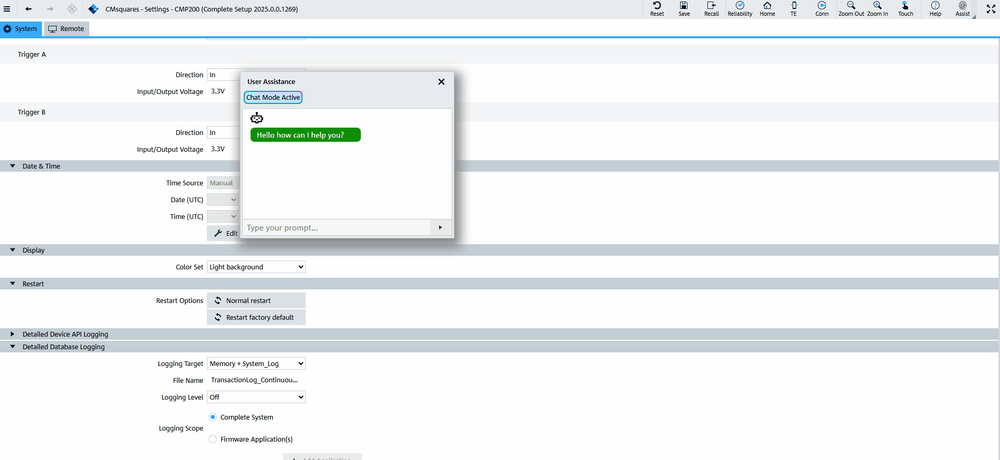 CMsquares - Settings - CMP200 (Complete Setup 2025.0.0.1269)
Reset Save Recall Reliability Home TE Conn Zoom Out Zoom In Touch Help Assist
System Remote
Trigger A
Direction In
Input/Output Voltage 3.3V
Trigger B
Direction In
Input/Output Voltage 3.3V
User Assistance
Chat Mode Active
Hello how can I help you?
Type your prompt...
Date & Time
Time Source Manual
Date (UTC)
Time (UTC)
Edit
Display
Color Set Light background
Restart
Restart Options Normal restart
Restart factory default
Detailed Device API Logging
Detailed Database Logging
Logging Target Memory + System_Log
File Name TransactionLog_Continuou...
Logging Level Off
Complete System
Logging Scope
Firmware Application(s)
Add Application